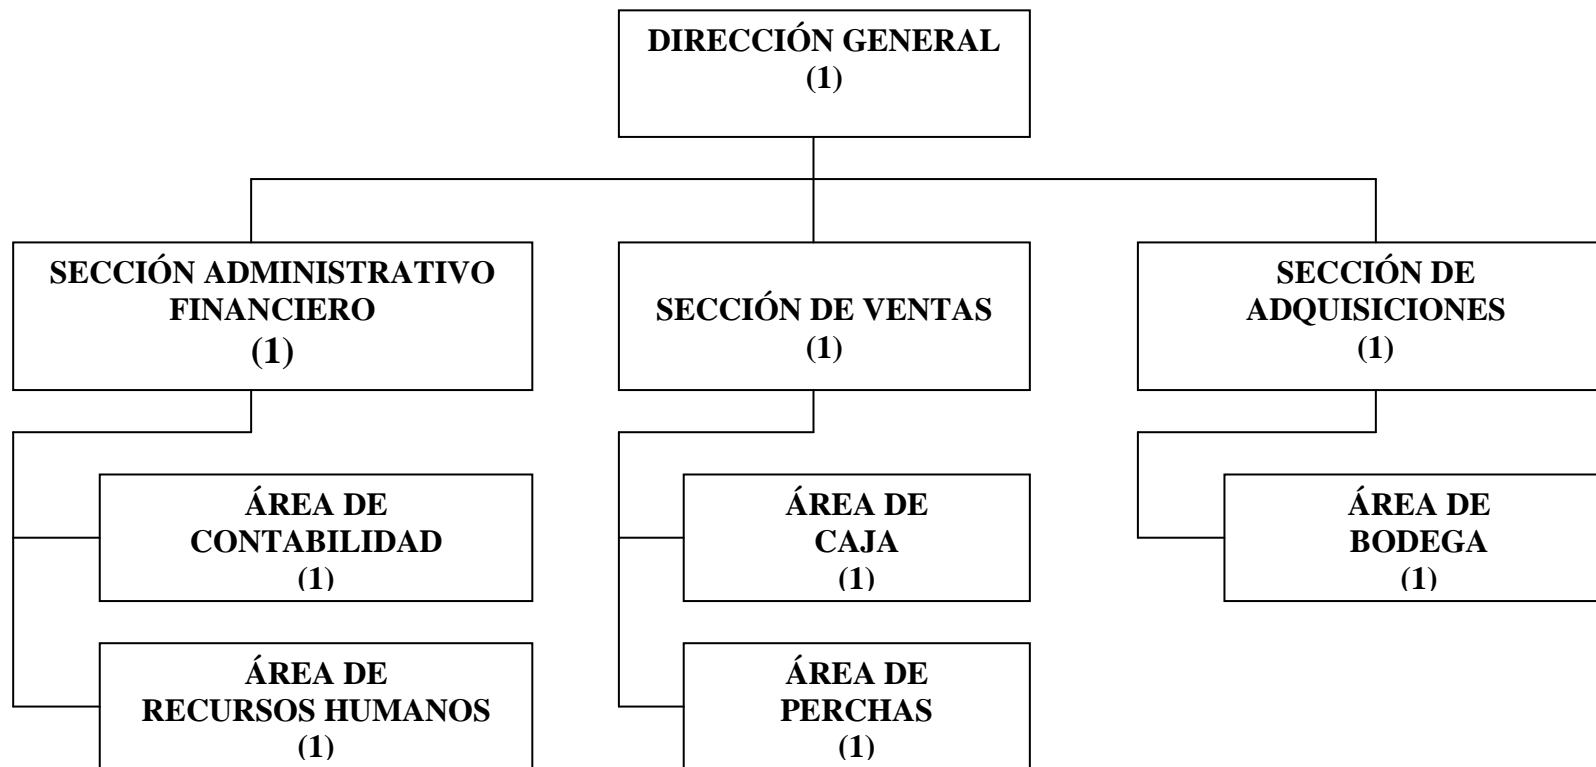 DIRECCIÓN GENERAL
(1)
SECCIÓN ADMINISTRATIVO
FINANCIERO
(1)
SECCIÓN DE VENTAS
(1)
SECCIÓN DE
ADQUISICIONES
(1)
ÁREA DE
CONTABILIDAD
(1)
ÁREA DE
RECURSOS HUMANOS
(1)
ÁREA DE
CAJA
(1)
ÁREA DE
PERCHAS
(1)
ÁREA DE
BODEGA
(1)